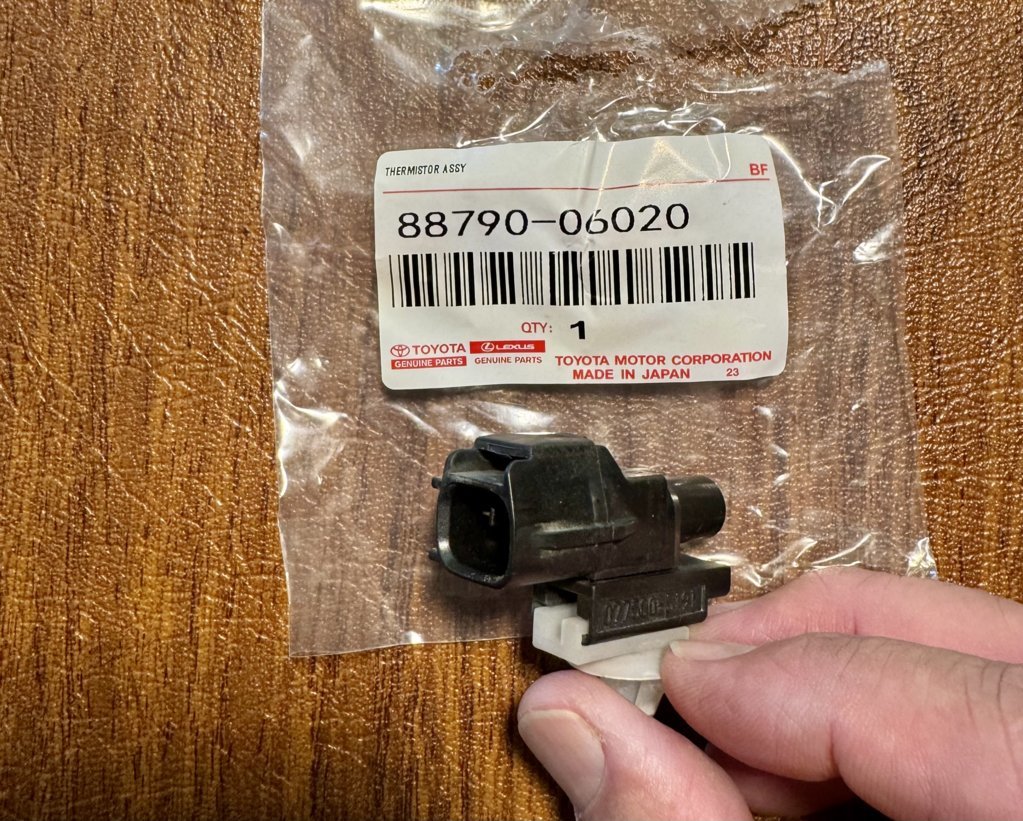 THERMISTOR ASSY
BF
88790-06020
QTY: 1
TOYOTA
GENUINE PARTS
LEXUS
GENUINE PARTS
TOYOTA MOTOR CORPORATION
MADE IN JAPAN 23